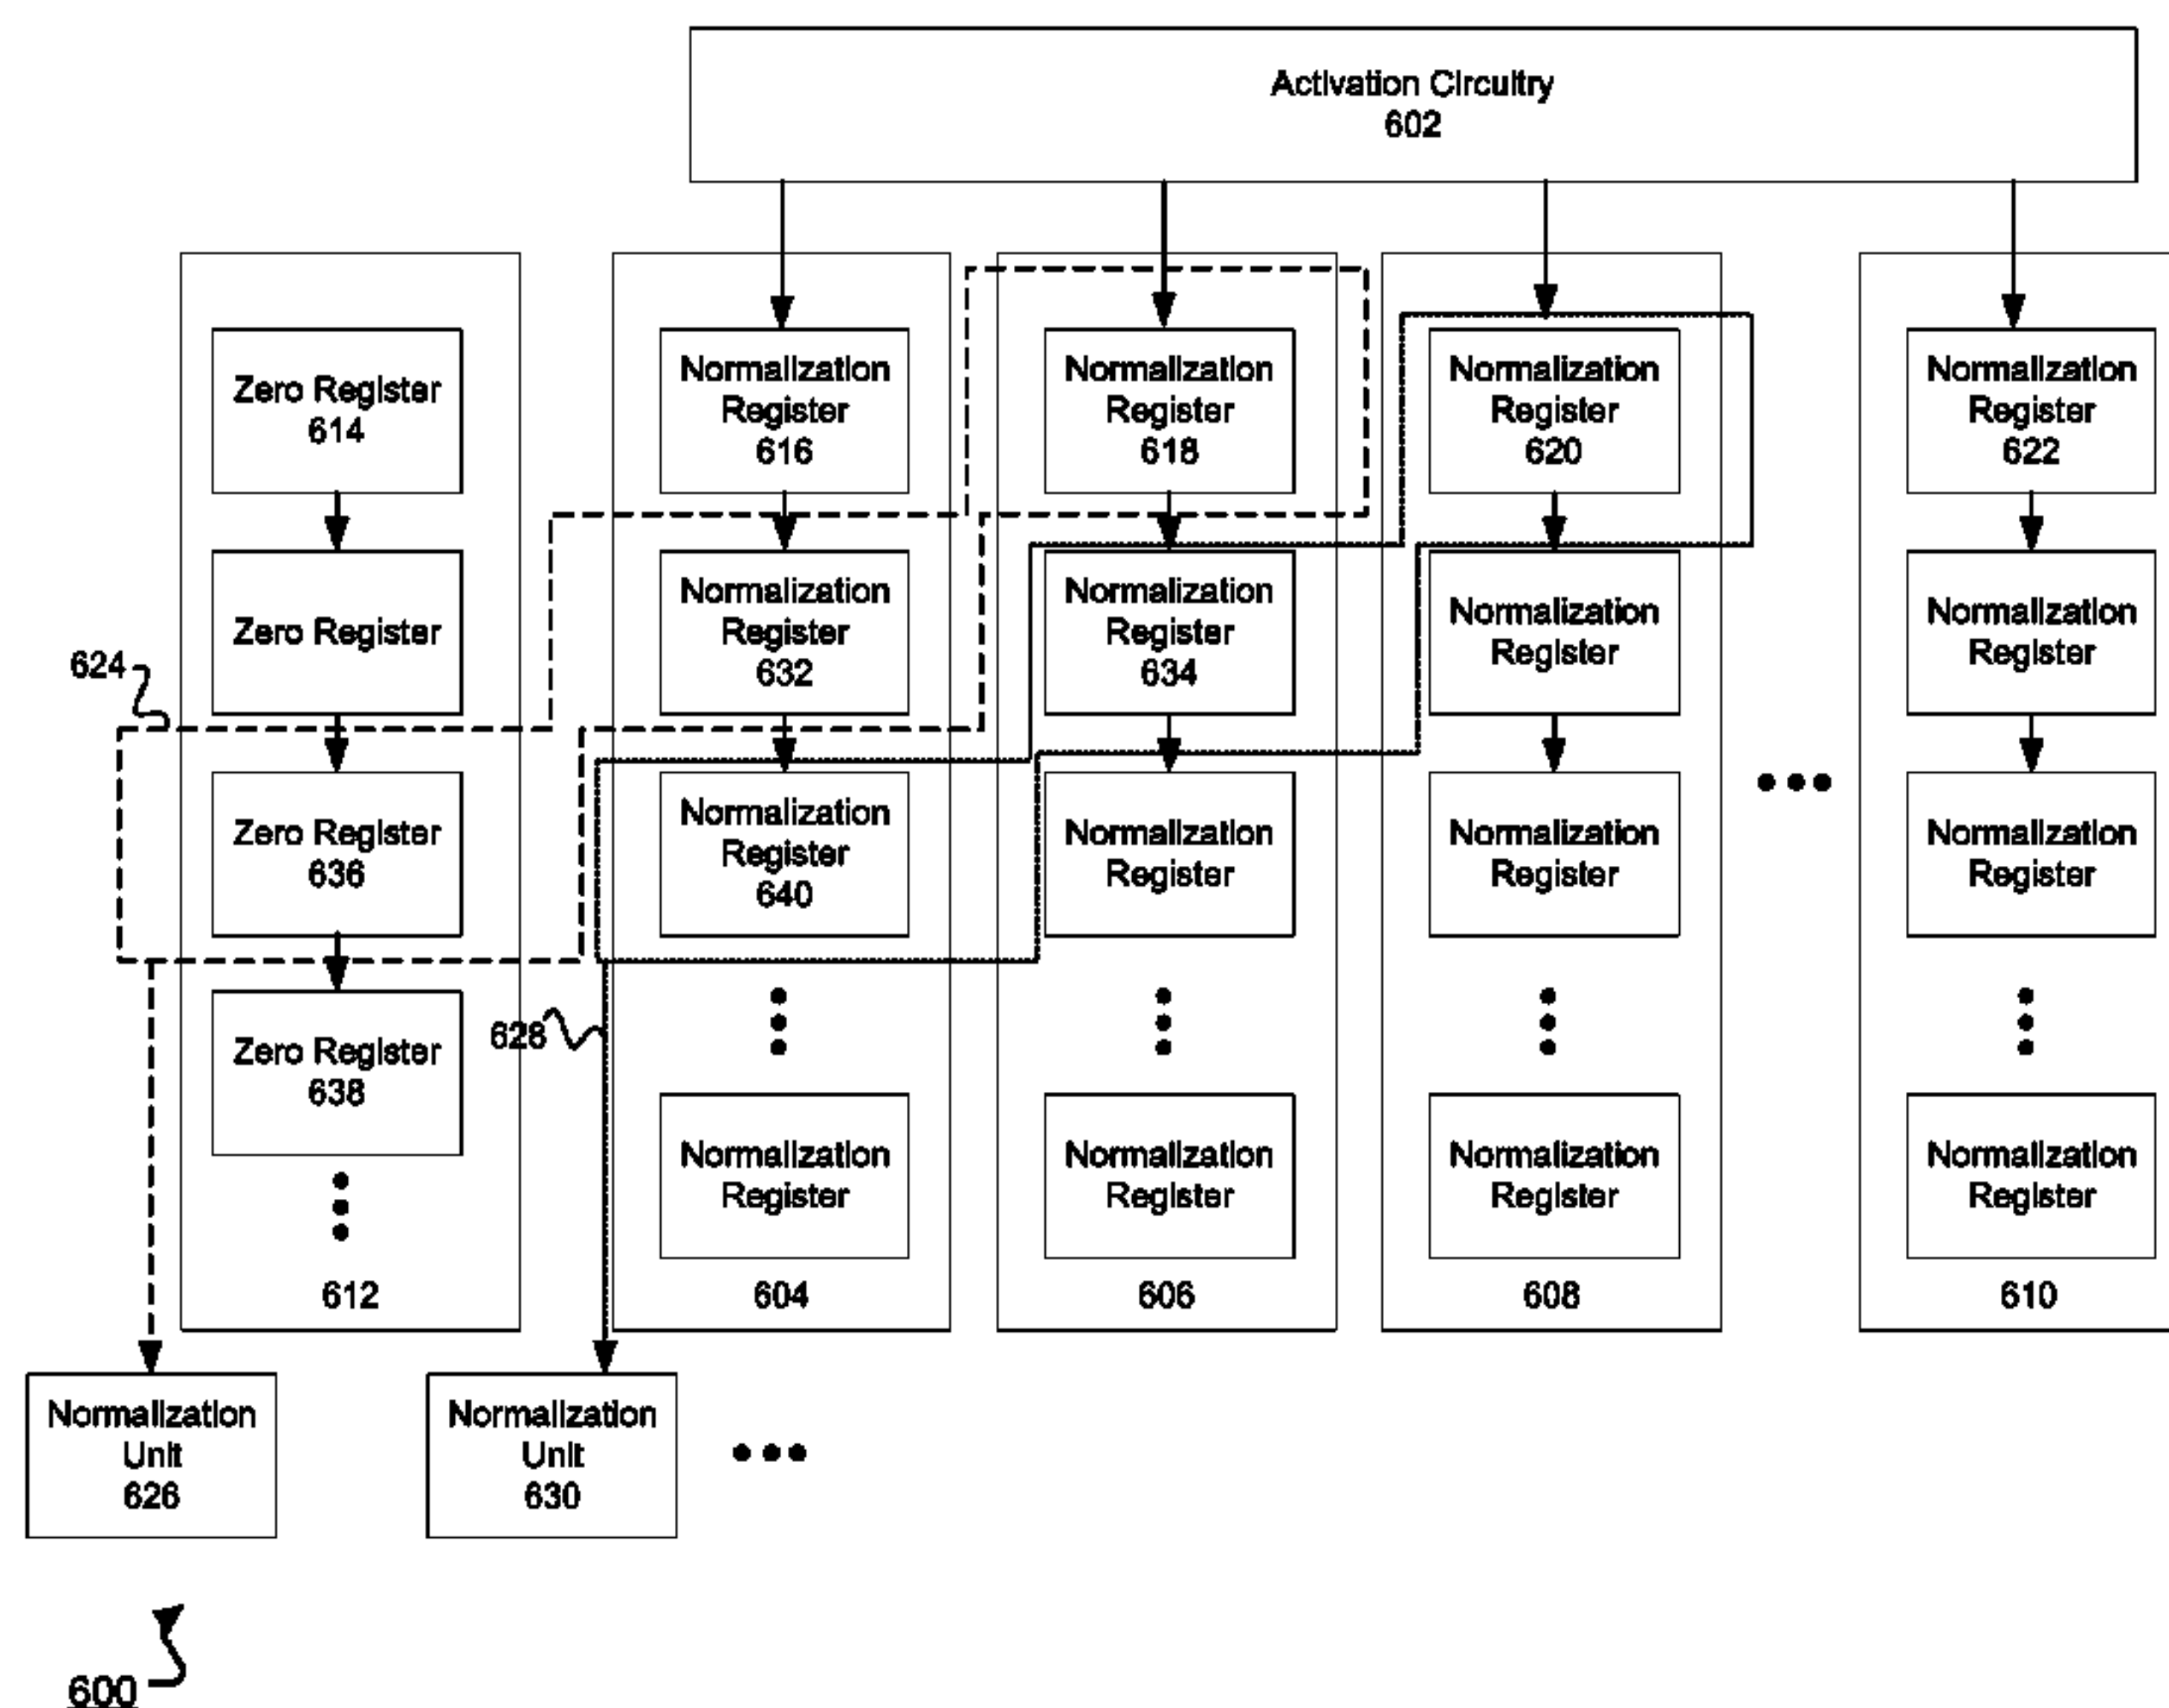 Activation Circuitry
602
Zero Register
614
Normalization
Register
616
Normalization
Register
618
Normalization
Register
620
Normalization
Register
622
Zero Register
Normalization
Register
632
Normalization
Register
634
Normalization
Register
Normalization
Register
624
Zero Register
636
Normalization
Register
640
Normalization
Register
Normalization
Register
Normalization
Register
628
Zero Register
638
Normalization
Register
Normalization
Register
Normalization
Register
Normalization
Register
612
604
606
608
610
Normalization
Unit
626
Normalization
Unit
630
600